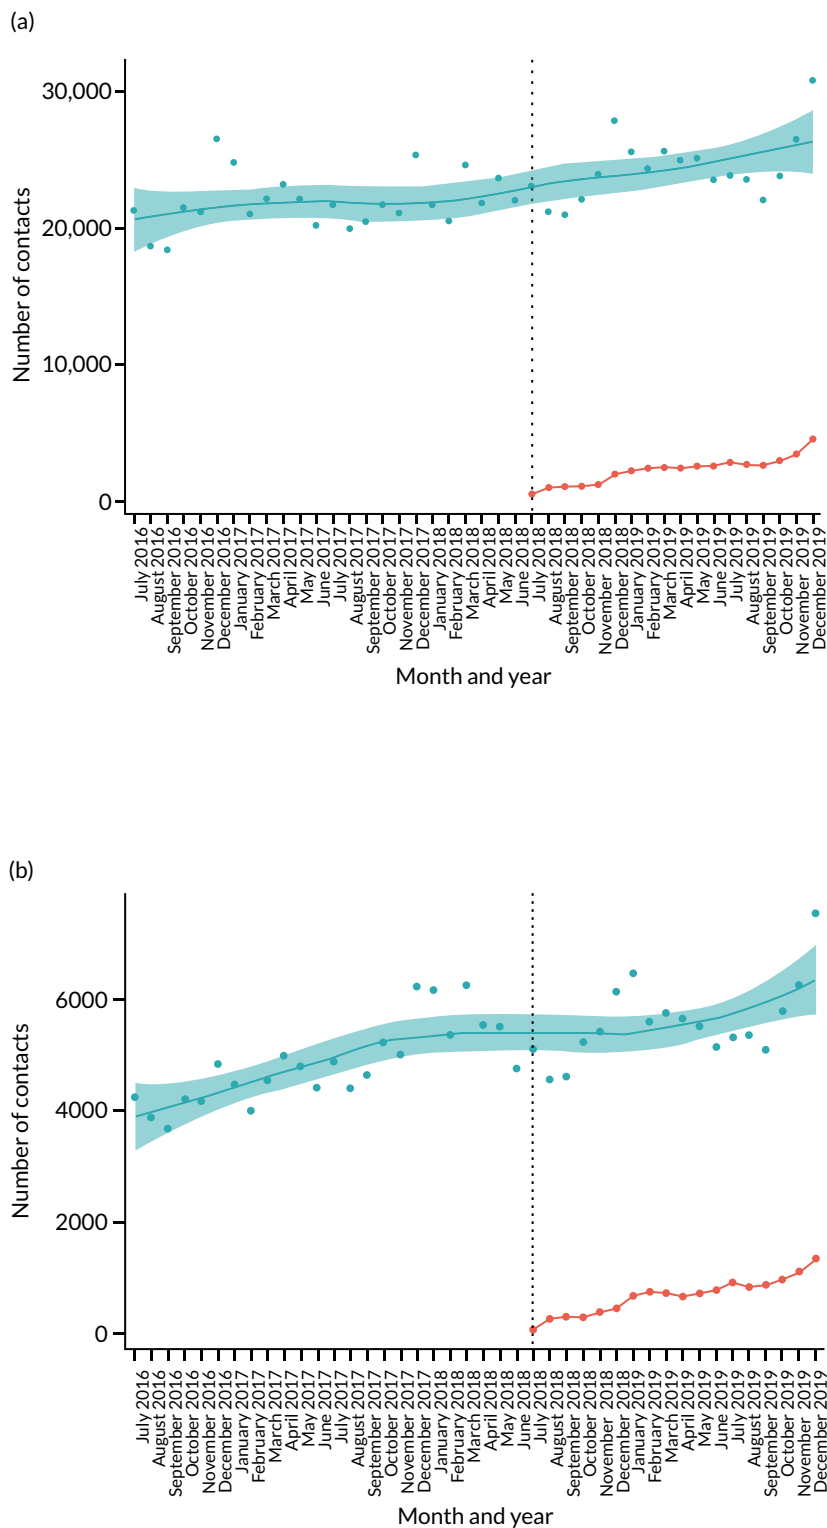 (a)
30,000
20,000
10,000
0
Number of contacts
July 2016
August 2016
September 2016
October 2016
November 2016
December 2016
January 2017
February 2017
March 2017
April 2017
May 2017
June 2017
July 2017
August 2017
September 2017
October 2017
November 2017
December 2017
January 2018
February 2018
March 2018
April 2018
May 2018
June 2018
July 2018
August 2018
September 2018
October 2018
November 2018
December 2018
January 2019
February 2019
March 2019
April 2019
May 2019
June 2019
July 2019
August 2019
September 2019
October 2019
November 2019
December 2019
Month and year
(b)
6000
4000
2000
0
Number of contacts
July 2016
August 2016
September 2016
October 2016
November 2016
December 2016
January 2017
February 2017
March 2017
April 2017
May 2017
June 2017
July 2017
August 2017
September 2017
October 2017
November 2017
December 2017
January 2018
February 2018
March 2018
April 2018
May 2018
June 2018
July 2018
August 2018
September 2018
October 2018
November 2018
December 2018
January 2019
February 2019
March 2019
April 2019
May 2019
June 2019
July 2019
August 2019
September 2019
October 2019
November 2019
December 2019
Month and year